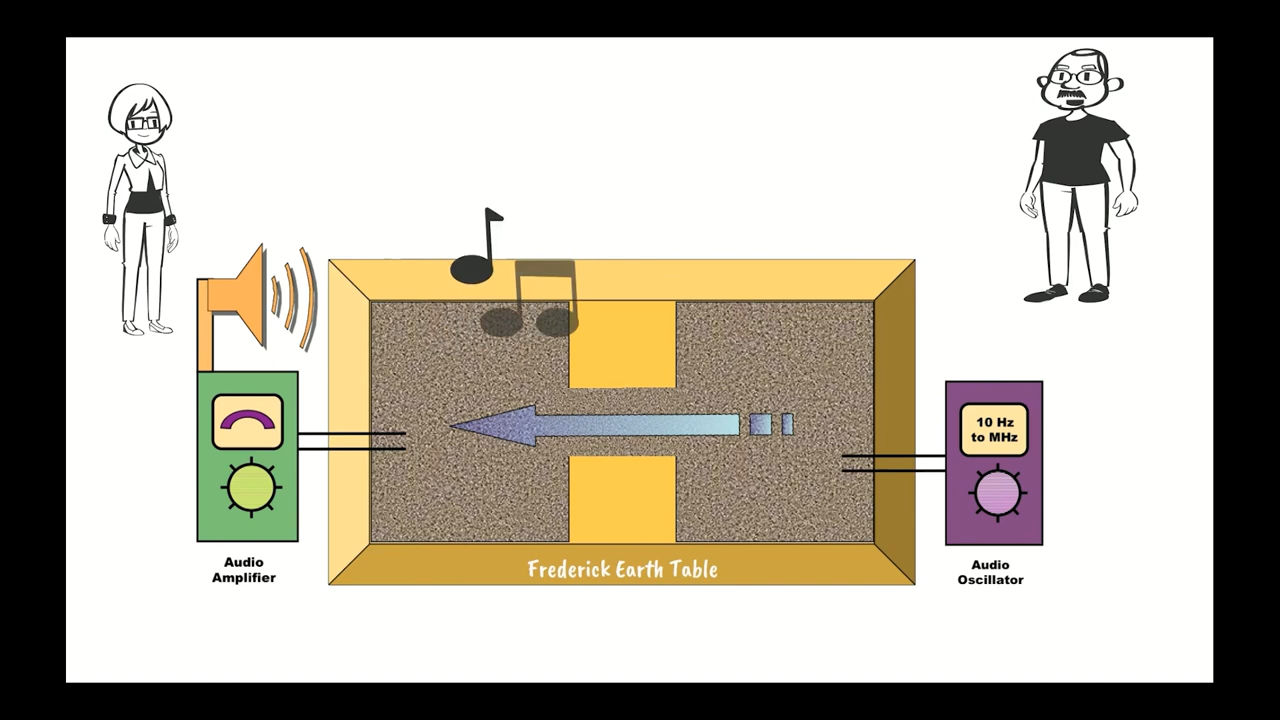 10 Hz
to MHz
Audio
Amplifier
Frederick Earth Table
Audio
Oscillator